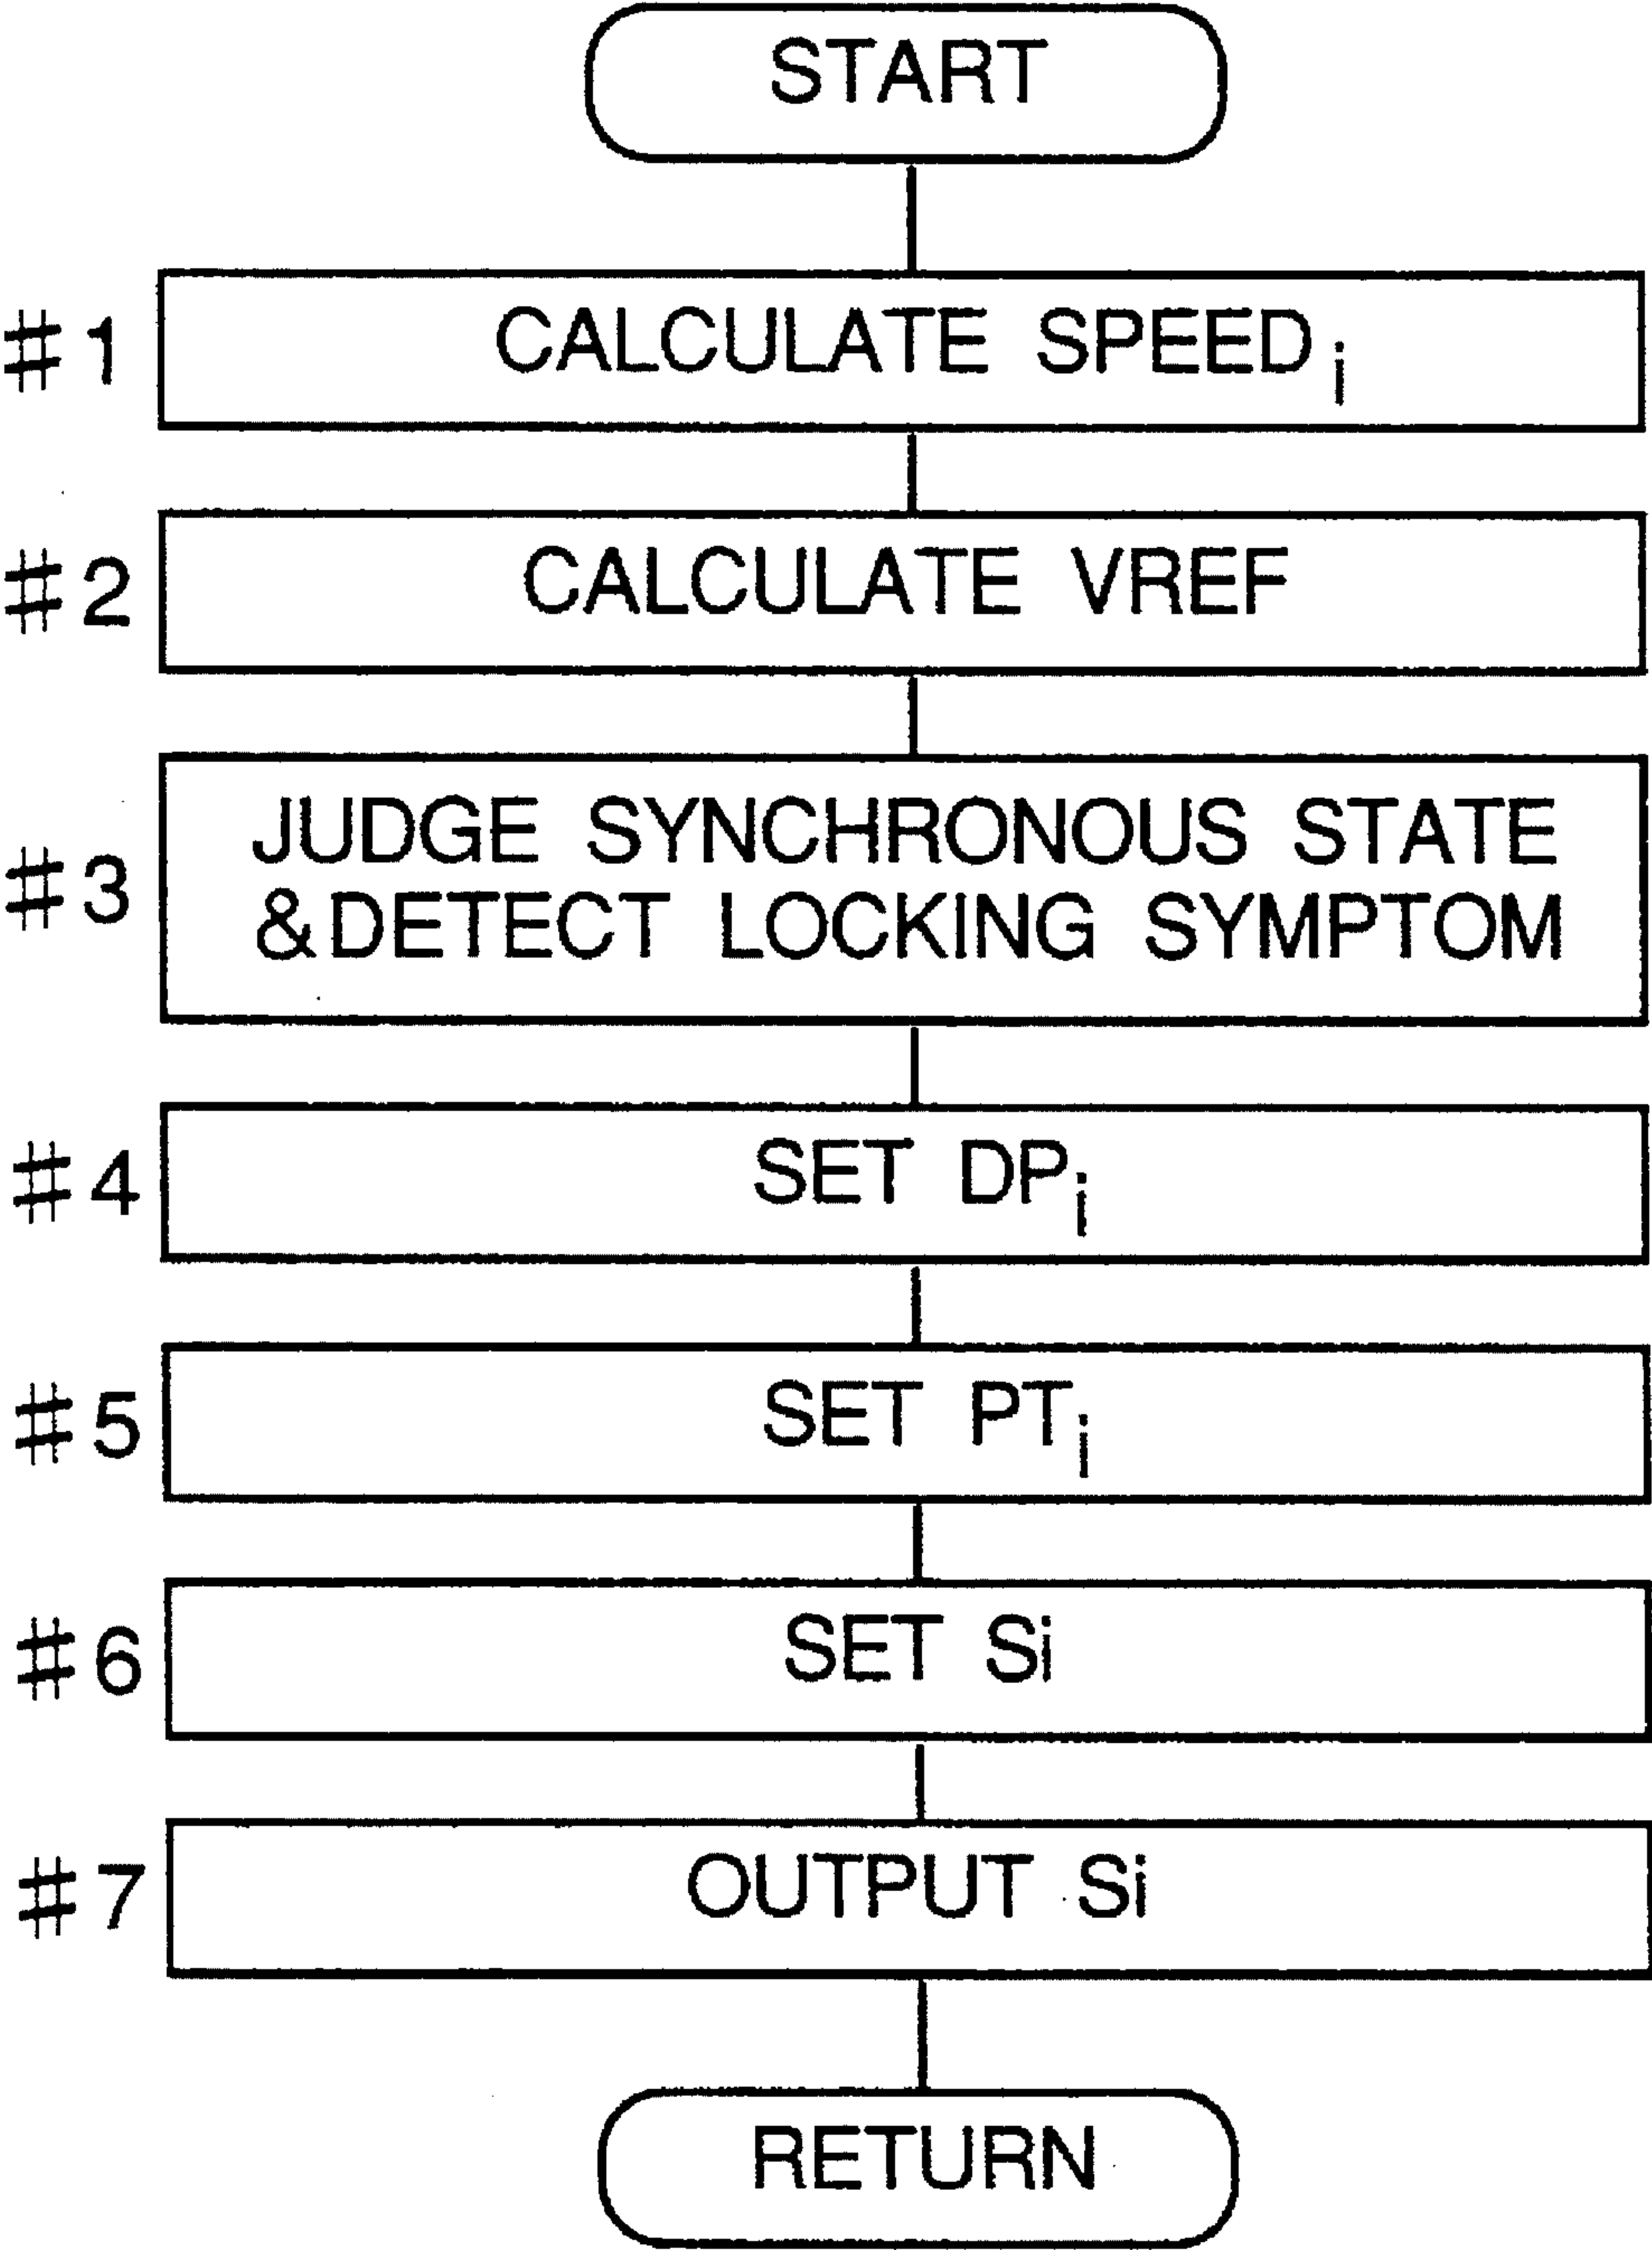 START
#1 CALCULATE SPEEDi
#2 CALCULATE VREF
#3 JUDGE SYNCHRONOUS STATE
& DETECT LOCKING SYMPTOM
#4 SET DPi
#5 SET PTi
#6 SET Si
#7 OUTPUT Si
RETURN